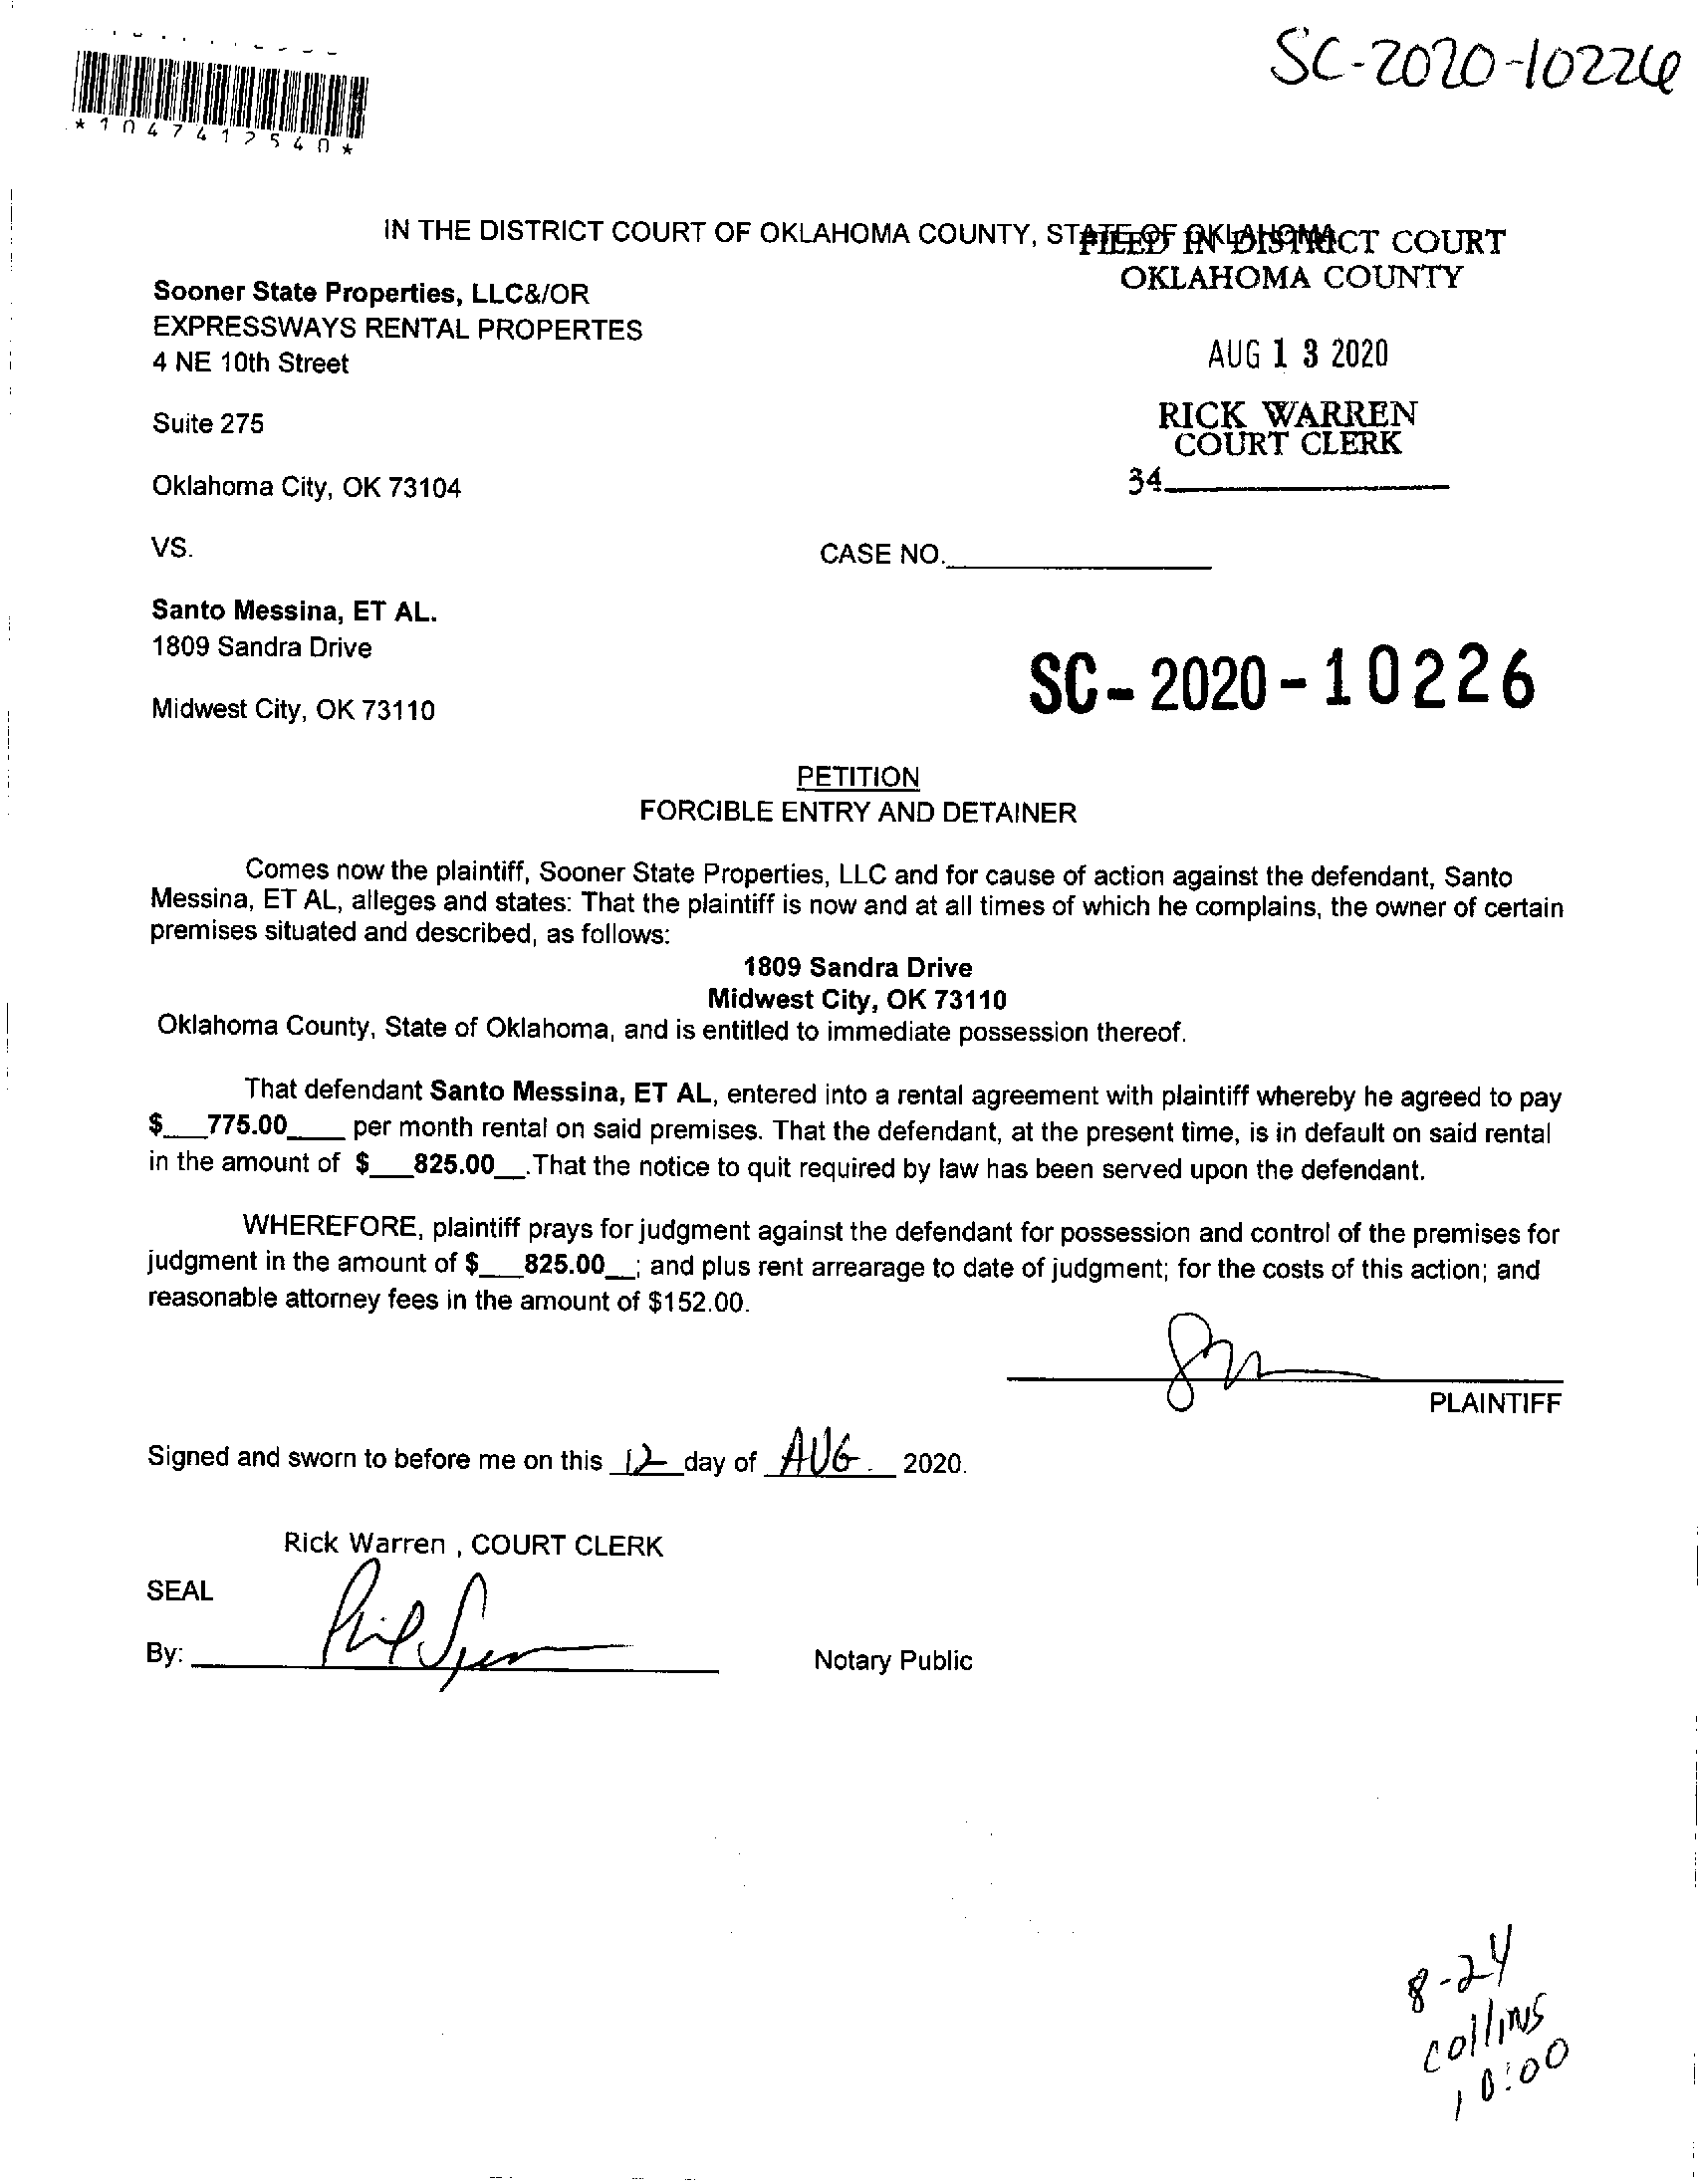 SC-2020-10226
*1047412540*
IN THE DISTRICT COURT OF OKLAHOMA COUNTY, STATE OF OKLAHOMA
FILED IN DISTRICT COURT
OKLAHOMA COUNTY
Sooner State Properties, LLC&/OR
EXPRESSWAYS RENTAL PROPERTES
4 NE 10th Street
AUG 13 2020
Suite 275
RICK WARREN
COURT CLERK
Oklahoma City, OK 73104
34
VS.
CASE NO.
Santo Messina, ET AL.
1809 Sandra Drive
SC-2020-10226
Midwest City, OK 73110
PETITION
FORCIBLE ENTRY AND DETAINER
Comes now the plaintiff, Sooner State Properties, LLC and for cause of action against the defendant, Santo
Messina, ET AL, alleges and states: That the plaintiff is now and at all times of which he complains, the owner of certain
premises situated and described, as follows:
1809 Sandra Drive
Midwest City, OK 73110
Oklahoma County, State of Oklahoma, and is entitled to immediate possession thereof.
That defendant Santo Messina, ET AL, entered into a rental agreement with plaintiff whereby he agreed to pay
$___775.00____ per month rental on said premises. That the defendant, at the present time, is in default on said rental
in the amount of $___825.00__.That the notice to quit required by law has been served upon the defendant.
WHEREFORE, plaintiff prays for judgment against the defendant for possession and control of the premises for
judgment in the amount of $___825.00__; and plus rent arrearage to date of judgment; for the costs of this action; and
reasonable attorney fees in the amount of $152.00.
PLAINTIFF
Signed and sworn to before me on this 12 day of AUG. 2020.
Rick Warren , COURT CLERK
SEAL
By:
Notary Public
8-24
collins
10:00